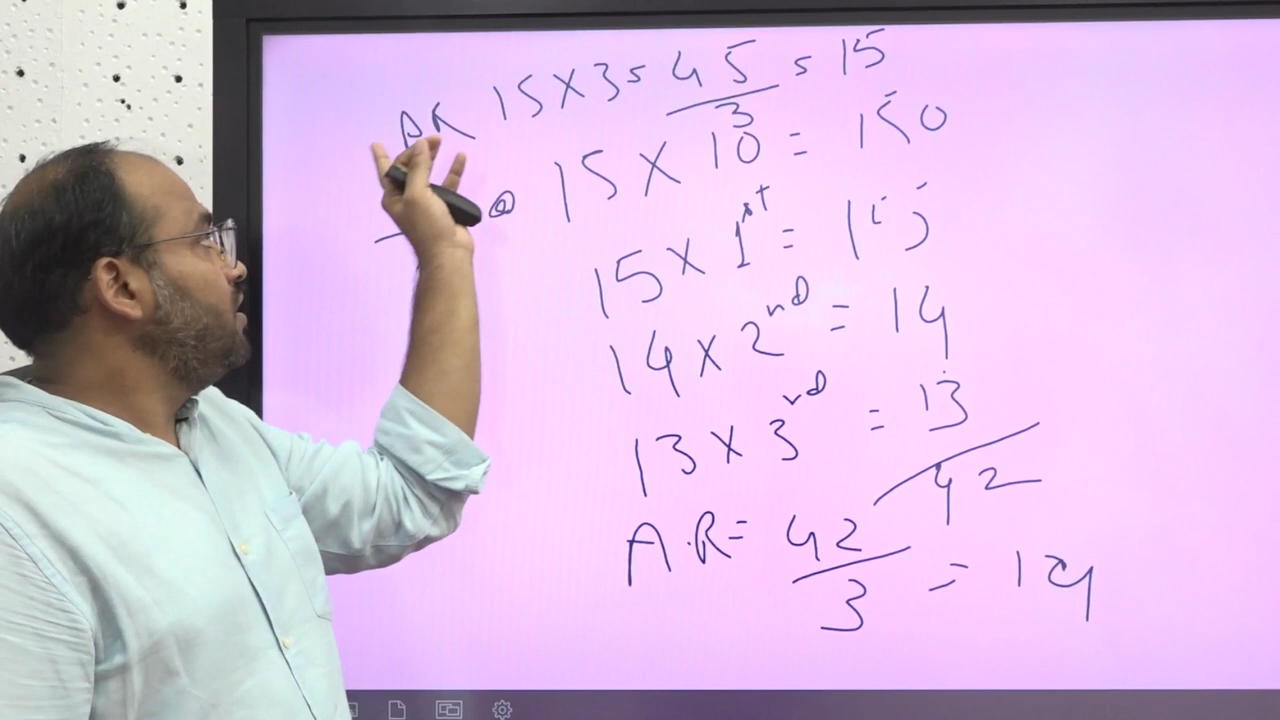 AR 15 X 3 = 45/3 = 15
@ 15 X 10 = 150
15 X 1st = 15
14 X 2nd = 14
13 X 3rd = 13
42
A.R = 42/3 = 14